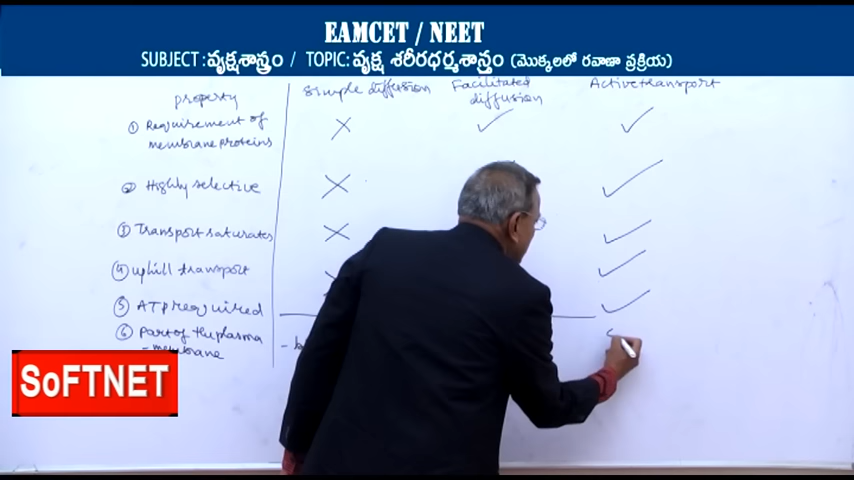 EAMCET / NEET
SUBJECT : వృక్షశాస్త్రం / TOPIC: వృక్ష శరీరధర్మశాస్త్రం (మొక్కలలో రవాణా ప్రక్రియ)
property
Simple diffusion
Facilitated
diffusion
Active transport
① Requirement of
membrane proteins
② Highly selective
③ Transport saturates
④ uphill transport
⑤ ATP required
⑥ Part of the plasma
- membrane
SoFTNET